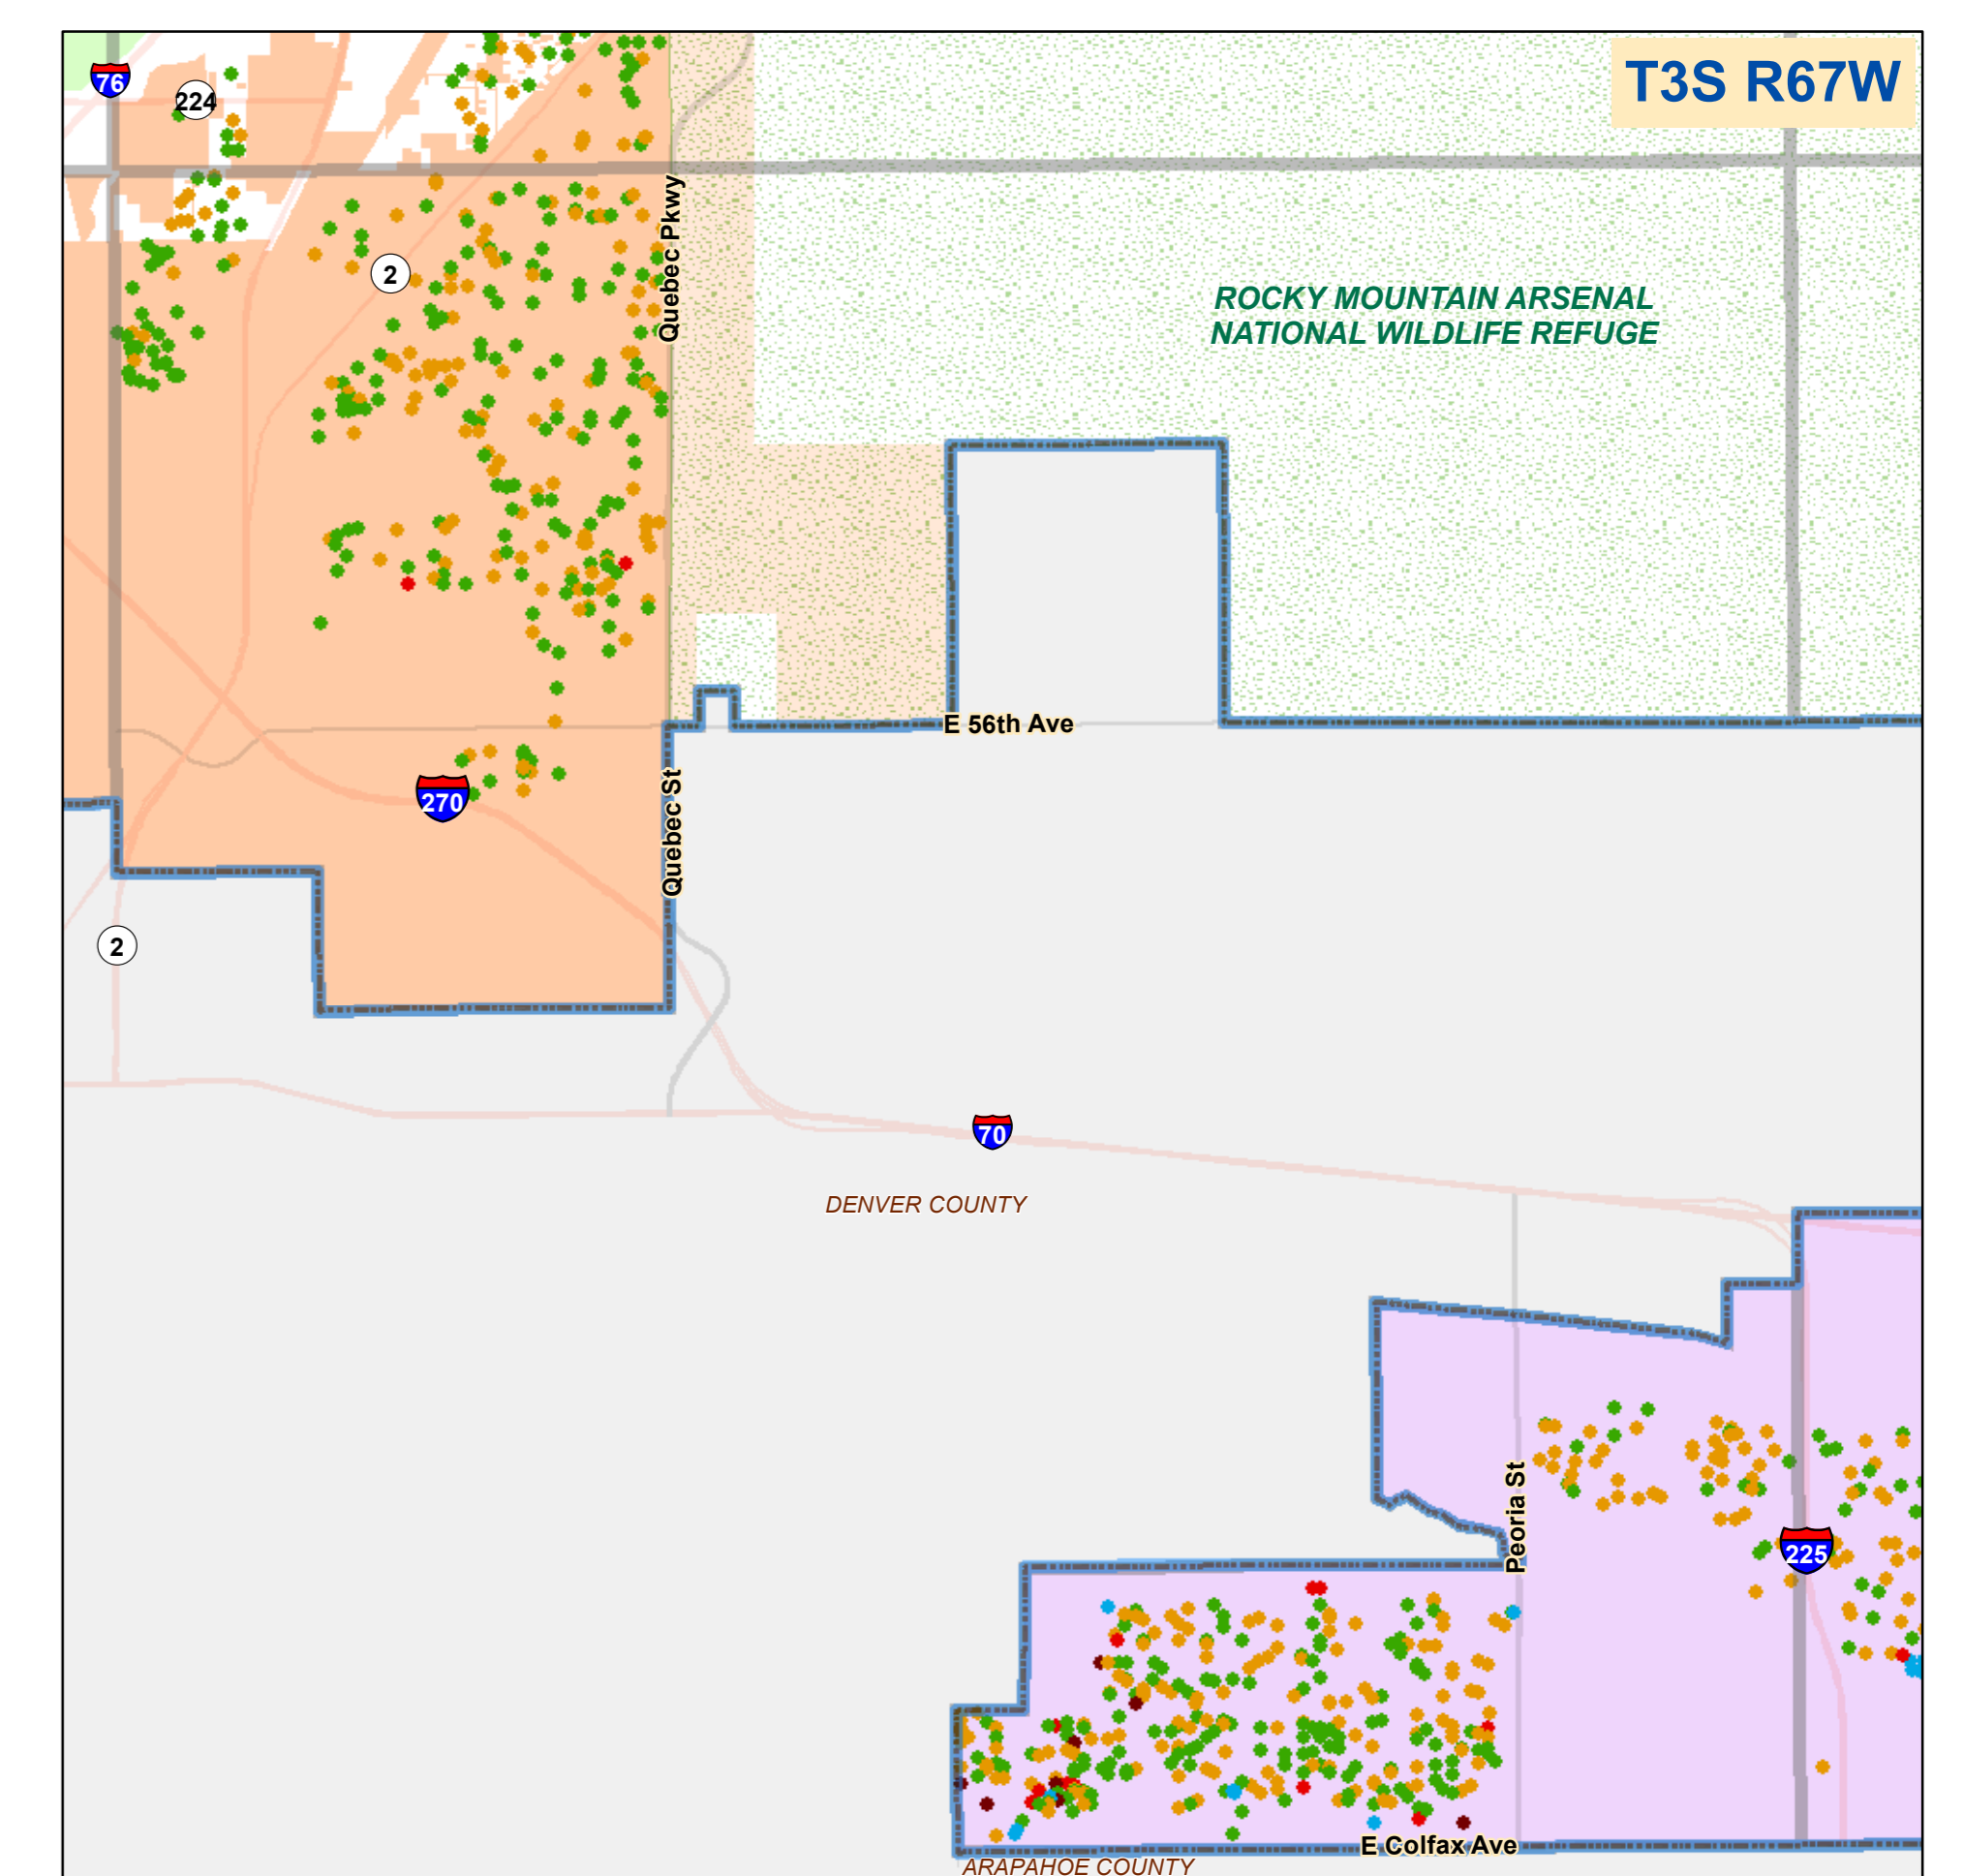 T3S R67W
76
224
Quebec Pkwy
2
ROCKY MOUNTAIN ARSENAL
NATIONAL WILDLIFE REFUGE
E 56th Ave
270
Quebec St
2
70
DENVER COUNTY
Peoria St
225
E Colfax Ave
ARAPAHOE COUNTY